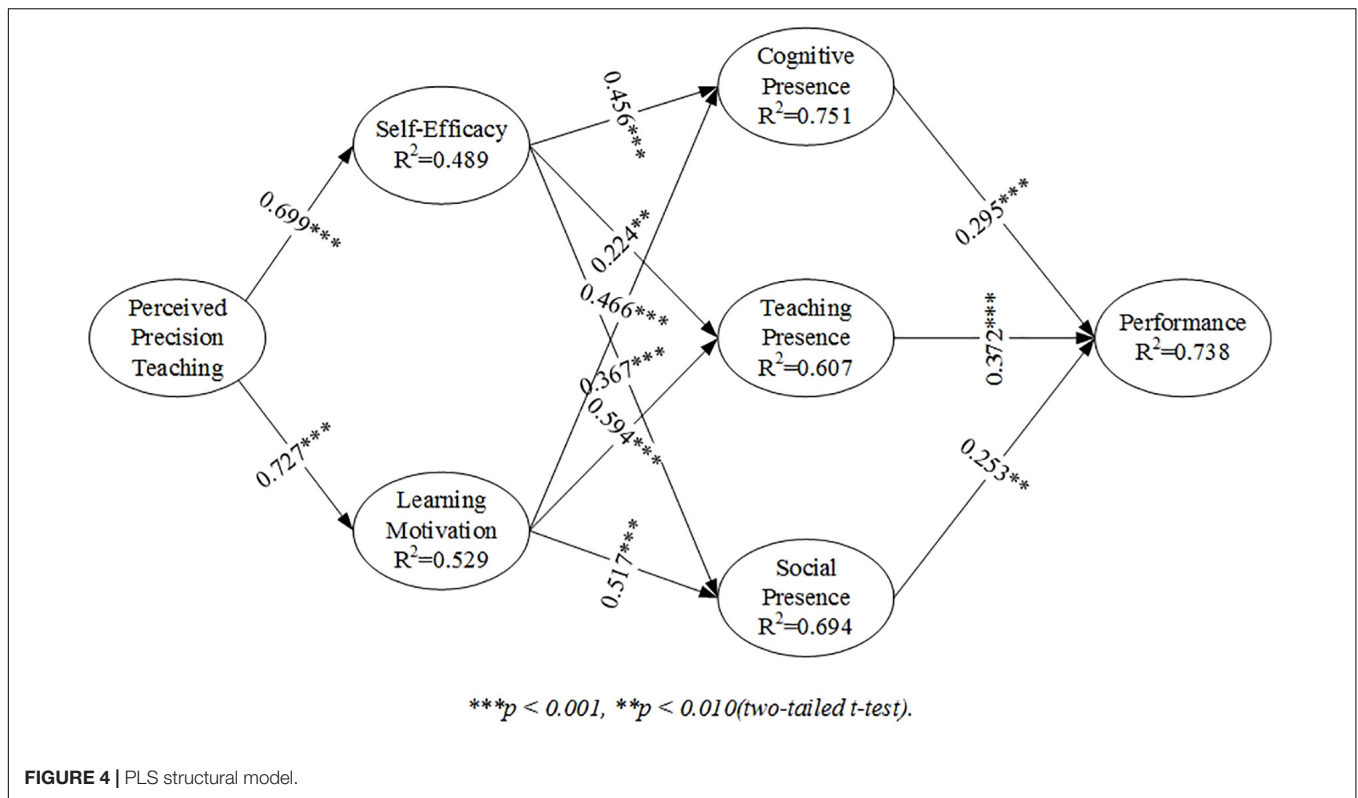 Cognitive
Presence
R²=0.751
Self-Efficacy
R²=0.489
0.456***
0.699***
0.224**
0.295***
Perceived
Precision
Teaching
0.466***
Teaching
Presence
R²=0.607
0.372***
Performance
R²=0.738
0.367***
0.594***
0.727***
Learning
Motivation
R²=0.529
0.517***
0.253**
Social
Presence
R²=0.694
***p < 0.001, **p < 0.010(two-tailed t-test).
FIGURE 4 | PLS structural model.